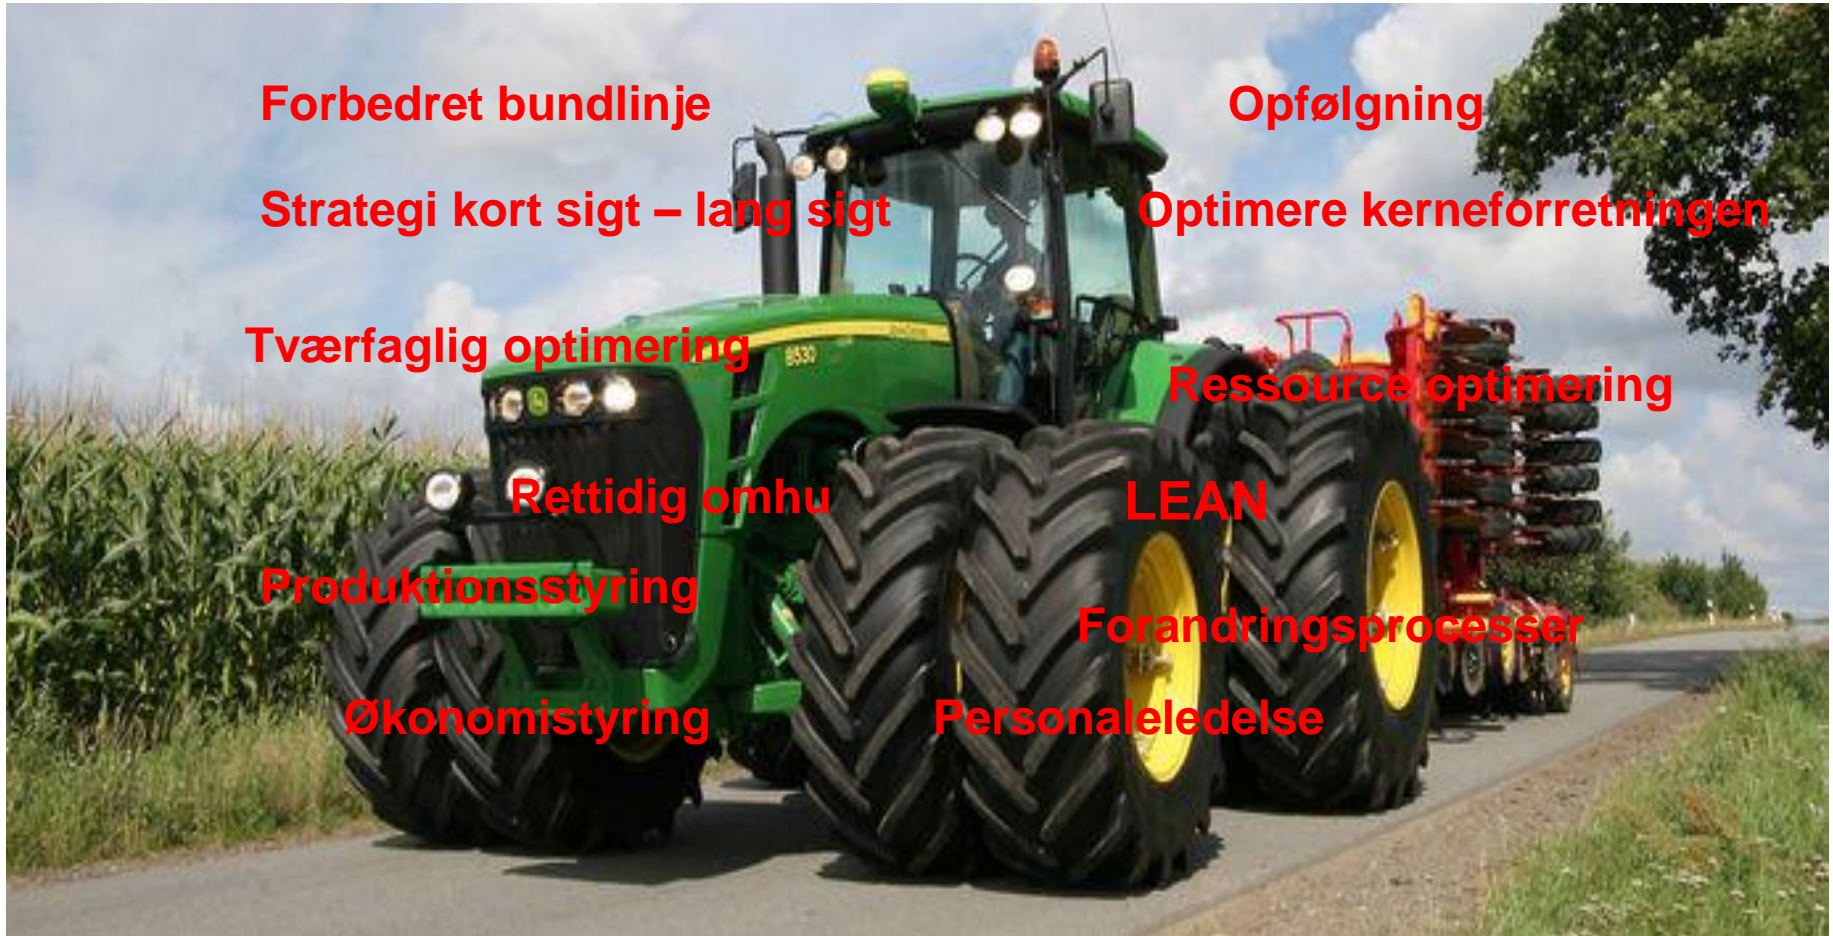 Forbedret bundlinje
Opfølgning
Strategi kort sigt – lang sigt
Optimere kerneforretningen
Tværfaglig optimering
8530
Ressource optimering
Rettidig omhu
LEAN
Produktionsstyring
Forandringsprocesser
Økonomistyring
Personaleledelse